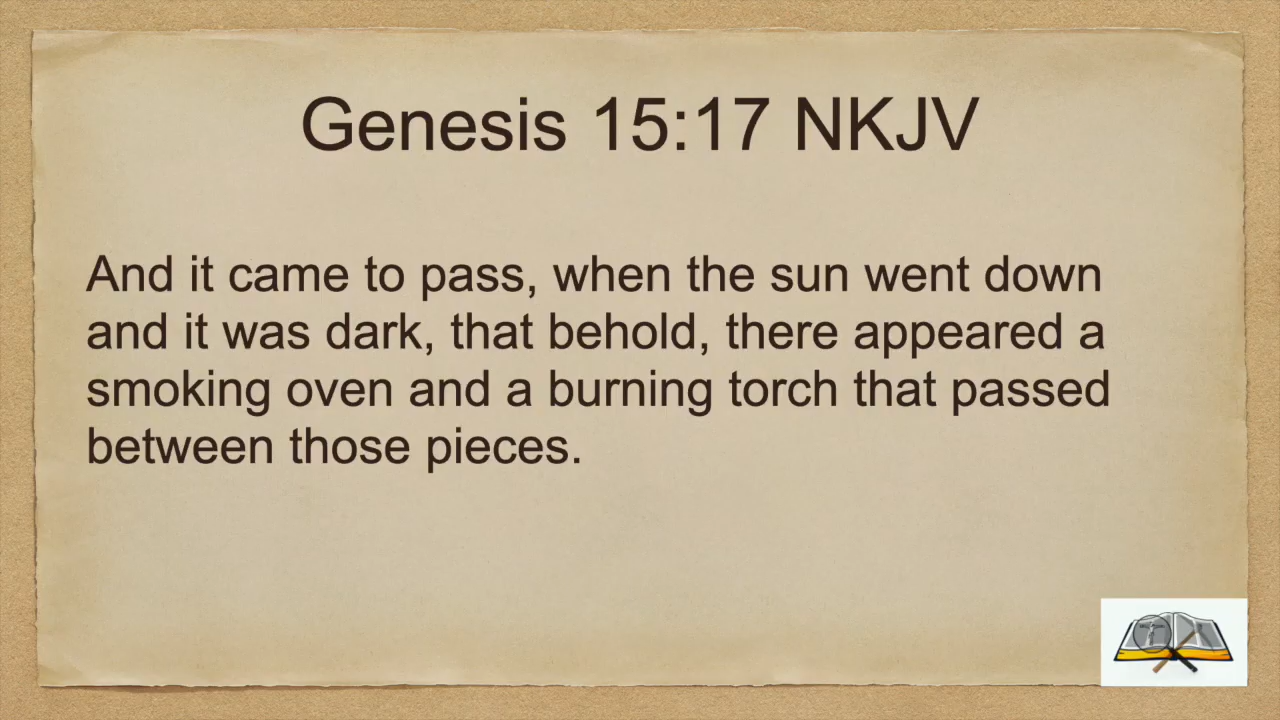 Genesis 15:17 NKJV
And it came to pass, when the sun went down
and it was dark, that behold, there appeared a
smoking oven and a burning torch that passed
between those pieces.